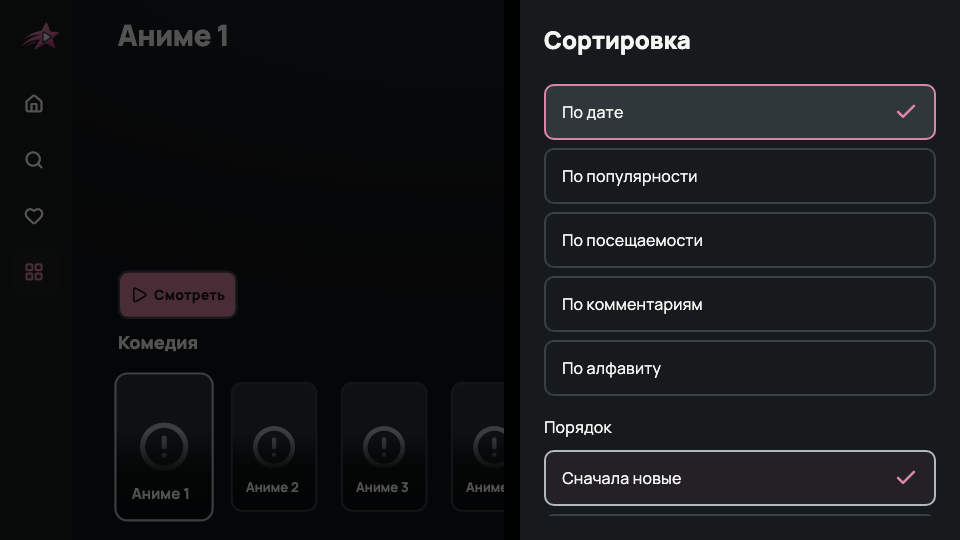 Аниме 1
Смотреть
Комедия
Аниме 1
Аниме 2
Аниме 3
Аниме
Сортировка
По дате
По популярности
По посещаемости
По комментариям
По алфавиту
Порядок
Сначала новые